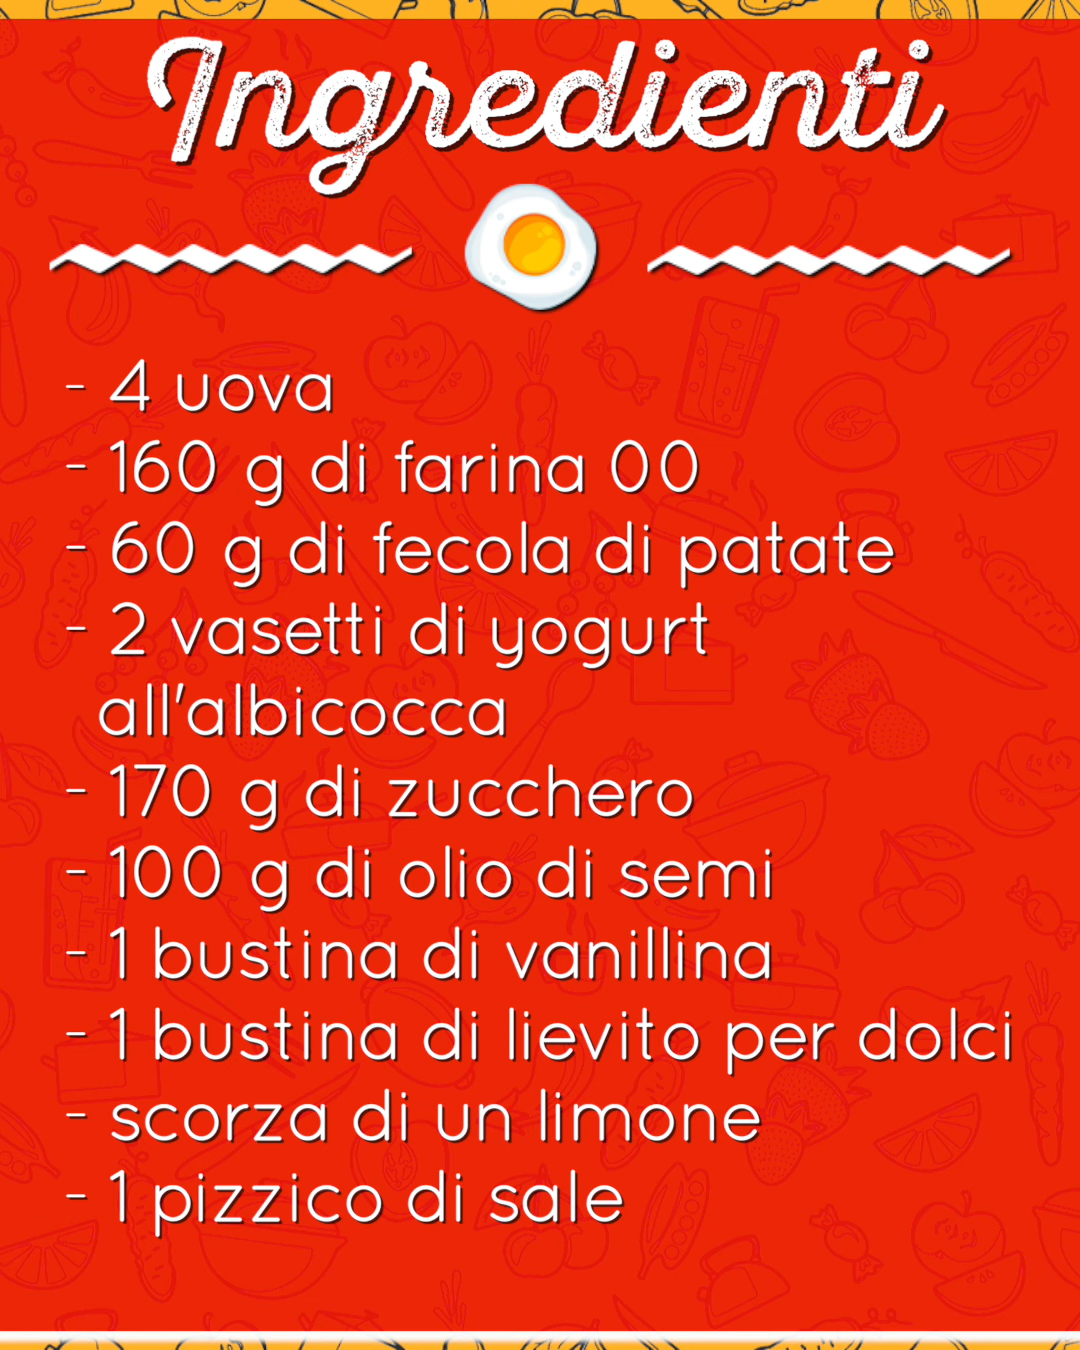 Ingredienti
- 4 uova
- 160 g di farina 00
- 60 g di fecola di patate
- 2 vasetti di yogurt
all'albicocca
- 170 g di zucchero
- 100 g di olio di semi
- 1 bustina di vanillina
- 1 bustina di lievito per dolci
- scorza di un limone
- 1 pizzico di sale